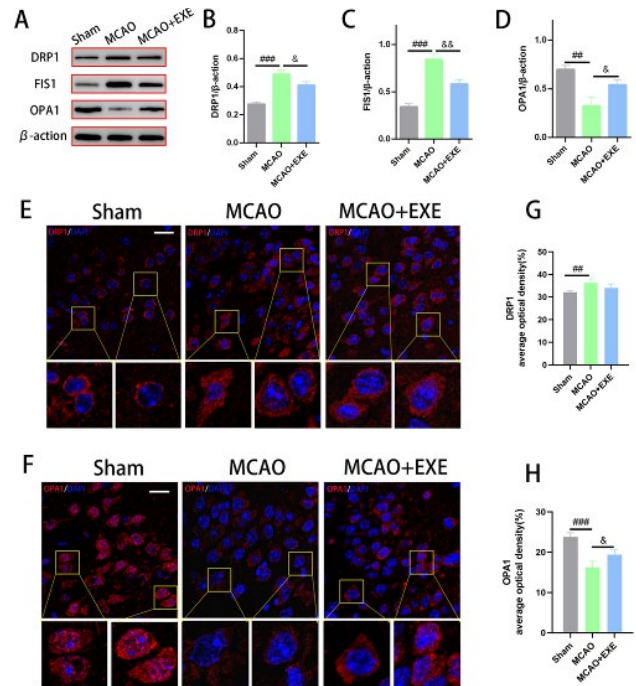 A
Sham
MCAO
MCAO+EXE
DRP1
FIS1
OPA1
β-action
B
DRP1/β-action
0.8
0.6
0.4
0.2
0.0
###
&
Sham
MCAO
MCAO+EXE
C
FIS1/β-action
1.0
0.5
0.0
###
&&
Sham
MCAO
MCAO+EXE
D
OPA1/β-action
1.0
0.5
0.0
##
&
Sham
MCAO
MCAO+EXE
E
Sham
MCAO
MCAO+EXE
DRP1/DAPI
DRP1/DAPI
DRP1/DAPI
G
DRP1
average optical density(%)
50
40
30
20
10
0
##
Sham
MCAO
MCAO+EXE
F
Sham
MCAO
MCAO+EXE
OPA1/DAPI
OPA1/DAPI
OPA1/DAPI
H
OPA1
average optical density(%)
30
20
10
0
###
&
Sham
MCAO
MCAO+EXE